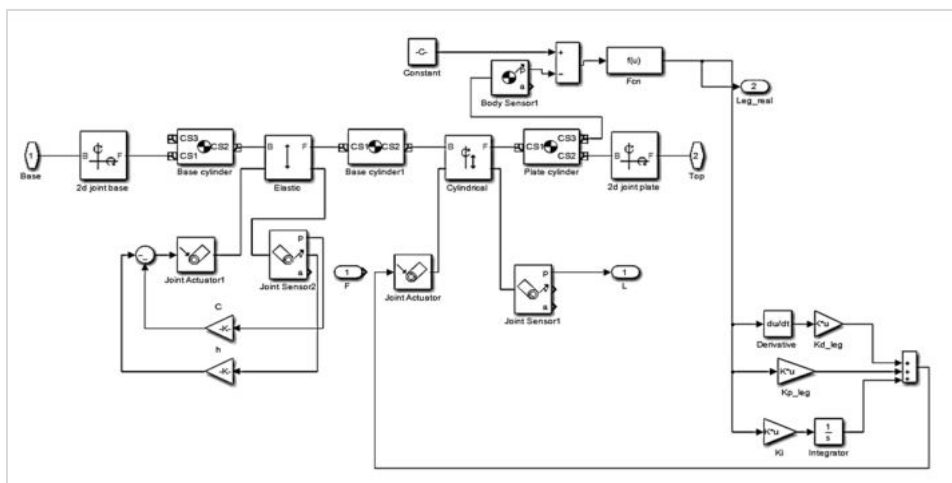 -C-
Constant
+
−
p
a
Body Sensor1
f(u)
Fcn
2
Leg_real
1
Base
B
F
2d joint base
CS3
CS1
CS2
Base cylinder
B
F
Elastic
CS1
CS2
Base cylinder1
B
F
Cylindrical
CS1
CS3
CS2
Plate cylinder
B
F
2d joint plate
2
Top
Joint Actuator1
p
v
a
Joint Sensor2
1
F
Joint Actuator
p
v
a
Joint Sensor1
1
L
C
-K-
h
-K-
du/dt
Derivative
K*u
Kd_leg
K*u
Kp_leg
K*u
Ki
1
s
Integrator
+
+
+